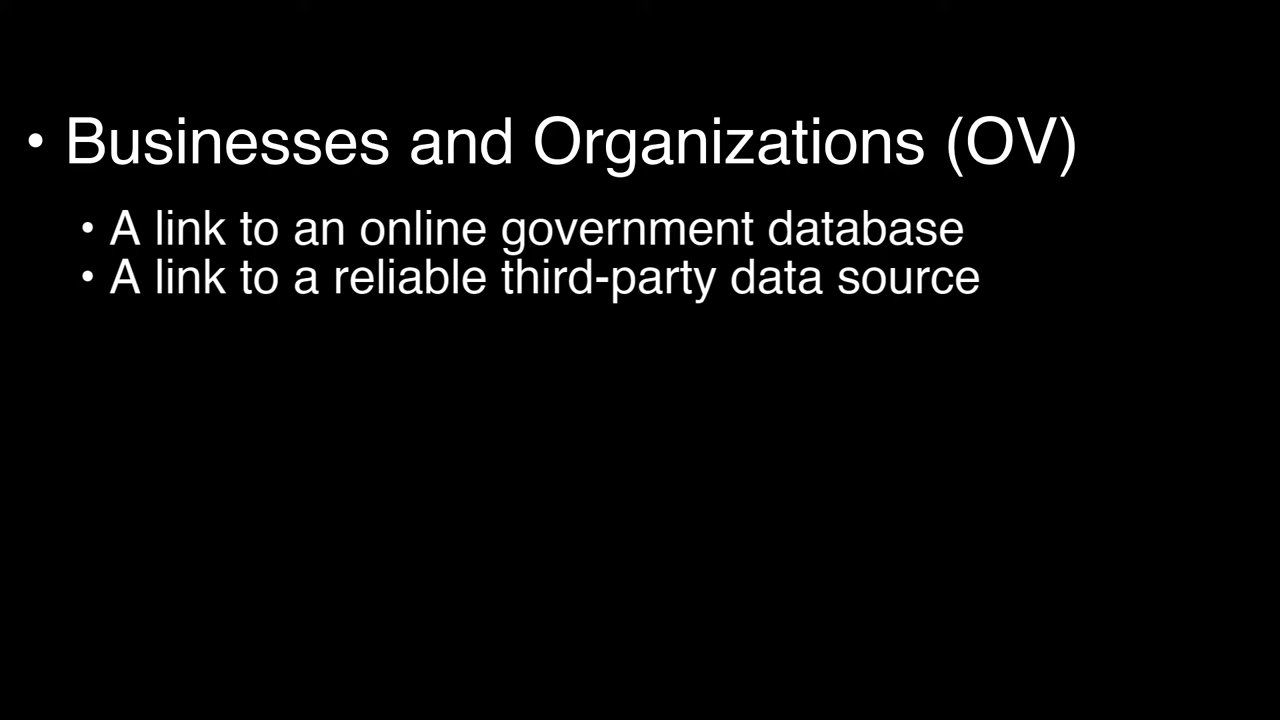 • Businesses and Organizations (OV)
• A link to an online government database
• A link to a reliable third-party data source